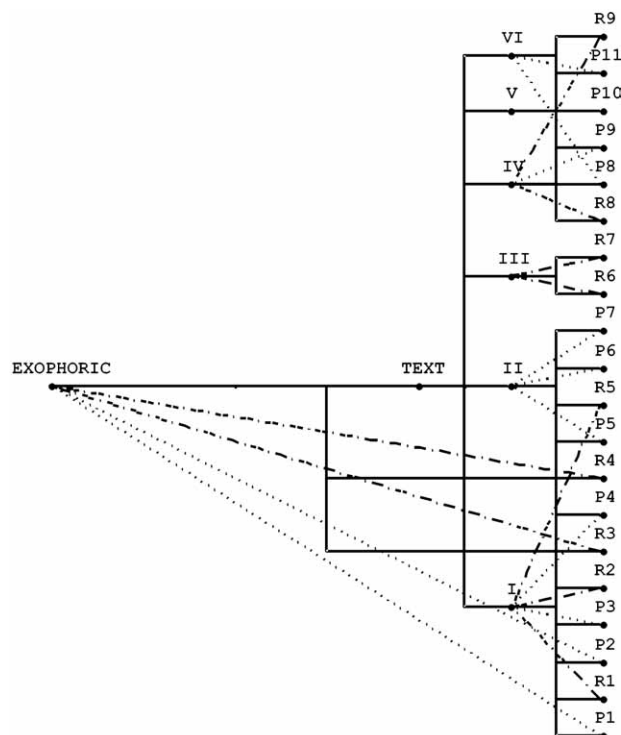 R9
VI
P11
V
P10
P9
IV
P8
R8
R7
III
R6
P7
EXOPHORIC
TEXT
II
P6
R5
P5
R4
P4
R3
R2
I
P3
P2
R1
P1